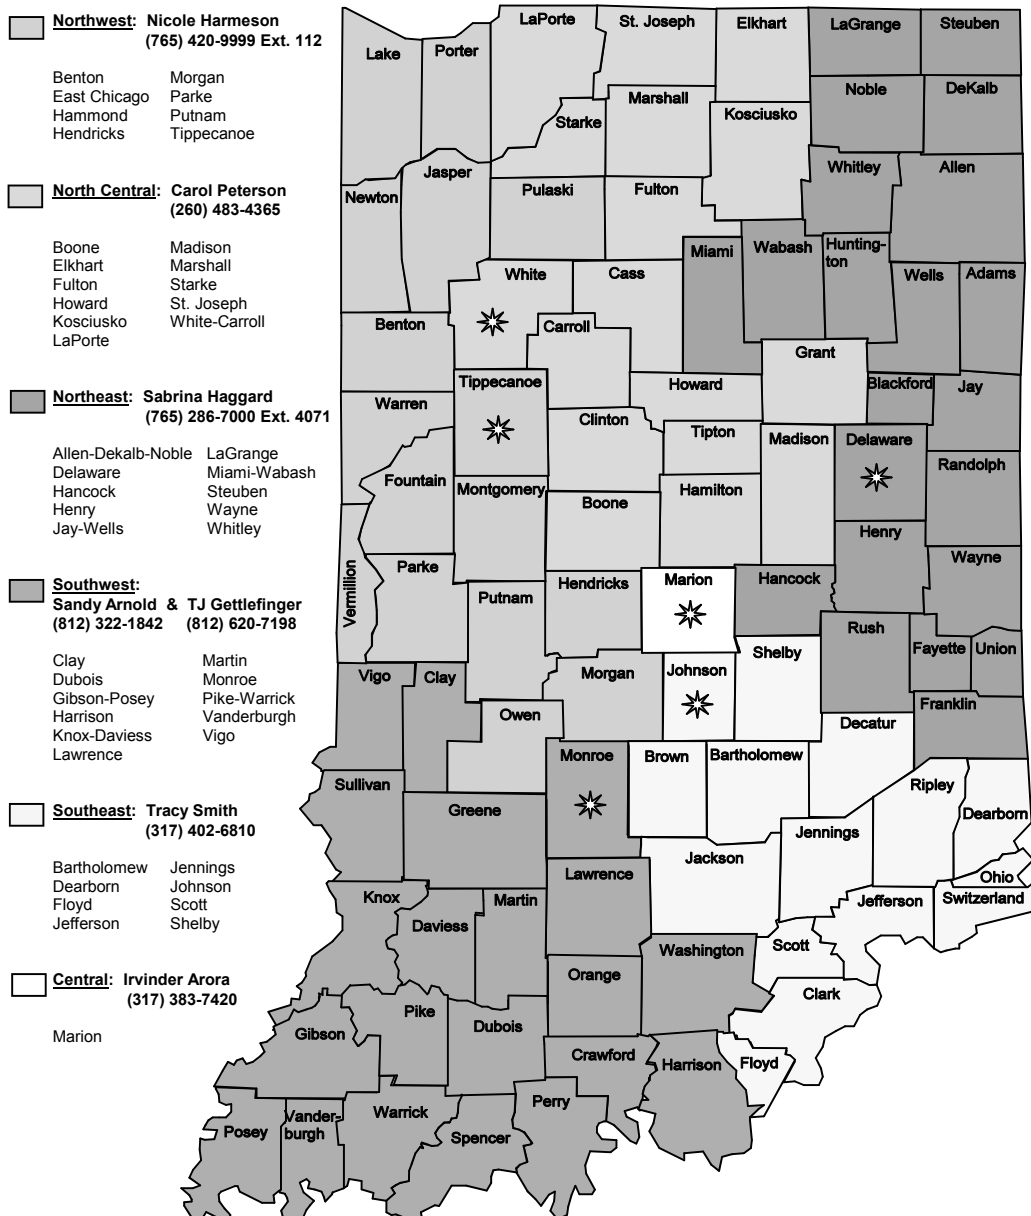 Northwest: Nicole Harmeson
(765) 420-9999 Ext. 112
Benton Morgan
East Chicago Parke
Hammond Putnam
Hendricks Tippecanoe
North Central: Carol Peterson
(260) 483-4365
Boone Madison
Elkhart Marshall
Fulton Starke
Howard St. Joseph
Kosciusko White-Carroll
LaPorte
Northeast: Sabrina Haggard
(765) 286-7000 Ext. 4071
Allen-Dekalb-Noble LaGrange
Delaware Miami-Wabash
Hancock Steuben
Henry Wayne
Jay-Wells Whitley
Southwest:
Sandy Arnold & TJ Gettlefinger
(812) 322-1842 (812) 620-7198
Clay Martin
Dubois Monroe
Gibson-Posey Pike-Warrick
Harrison Vanderburgh
Knox-Daviess Vigo
Lawrence
Southeast: Tracy Smith
(317) 402-6810
Bartholomew Jennings
Dearborn Johnson
Floyd Scott
Jefferson Shelby
Central: Irvinder Arora
(317) 383-7420
Marion
Lake
Porter
LaPorte
St. Joseph
Elkhart
LaGrange
Steuben
Noble
DeKalb
Marshall
Starke
Kosciusko
Whitley
Allen
Newton
Jasper
Pulaski
Fulton
Miami
Wabash
Hunting-
ton
Wells
Adams
White
Cass
Benton
Carroll
Grant
Tippecanoe
Howard
Blackford
Jay
Warren
Clinton
Tipton
Madison
Delaware
Randolph
Fountain
Montgomery
Boone
Hamilton
Henry
Wayne
Vermillion
Parke
Putnam
Hendricks
Marion
Hancock
Rush
Fayette
Union
Vigo
Clay
Owen
Morgan
Johnson
Shelby
Decatur
Franklin
Sullivan
Greene
Monroe
Brown
Bartholomew
Ripley
Dearborn
Jennings
Jackson
Ohio
Switzerland
Jefferson
Knox
Daviess
Martin
Lawrence
Washington
Scott
Clark
Orange
Gibson
Pike
Dubois
Crawford
Harrison
Floyd
Posey
Vander-
burgh
Warrick
Spencer
Perry